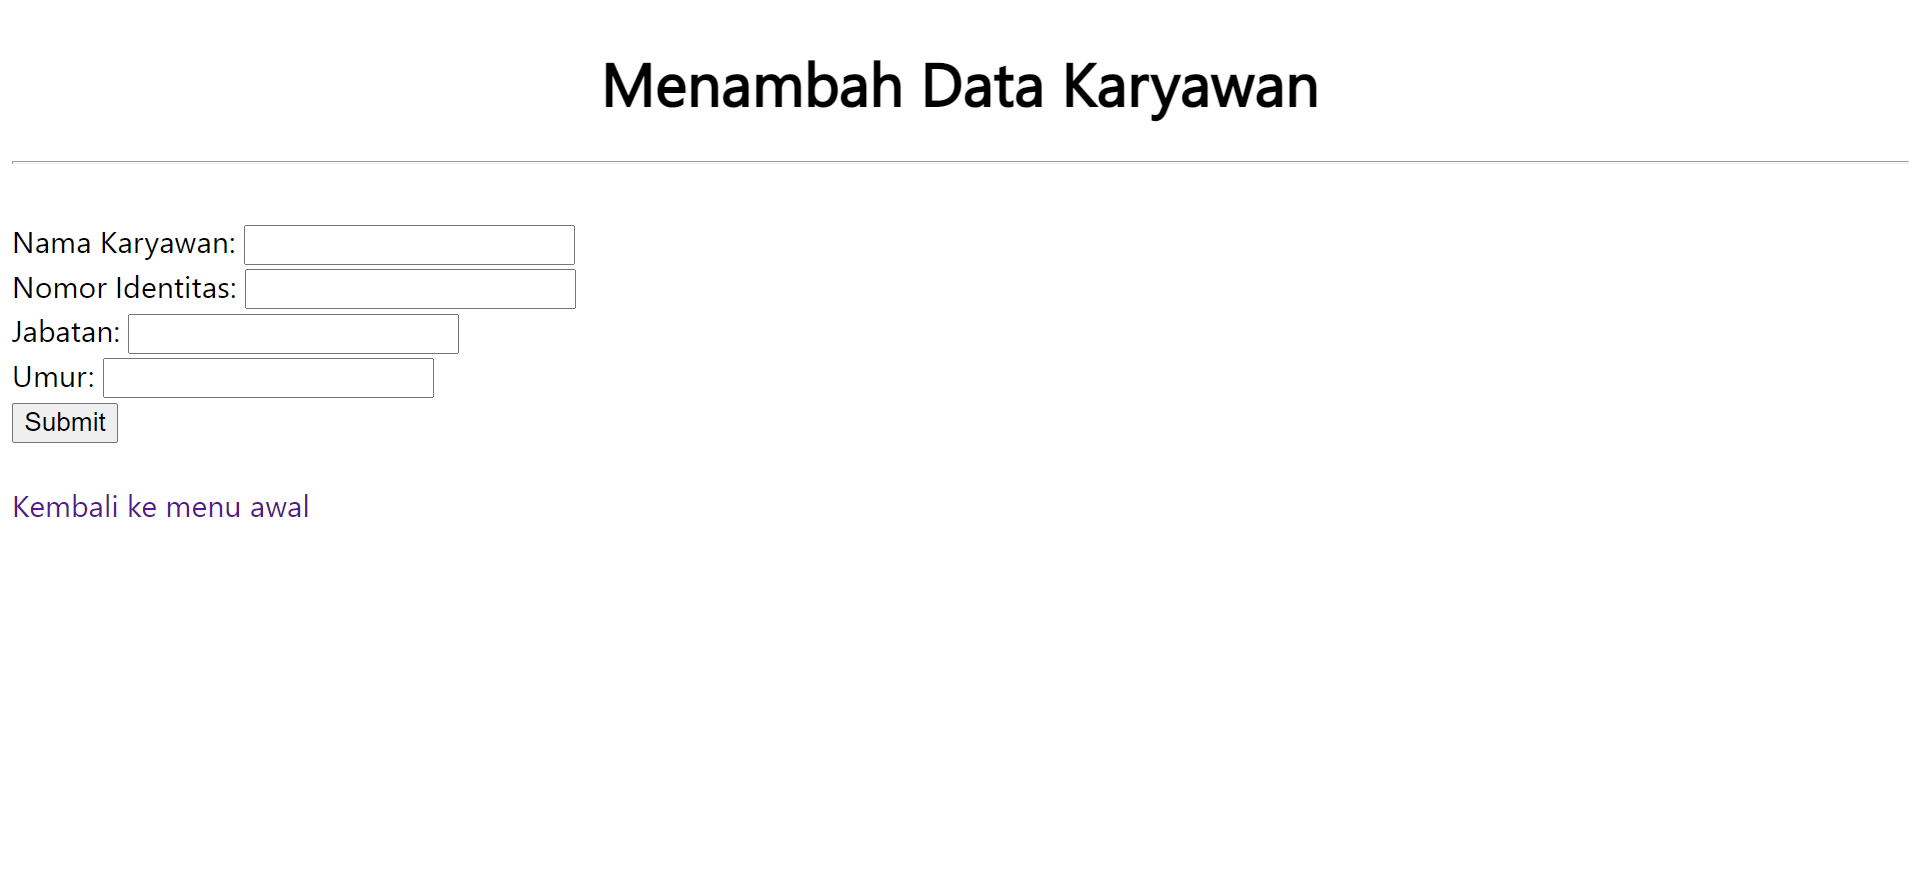 Menambah Data Karyawan
Nama Karyawan:
Nomor Identitas:
Jabatan:
Umur:
Submit
Kembali ke menu awal